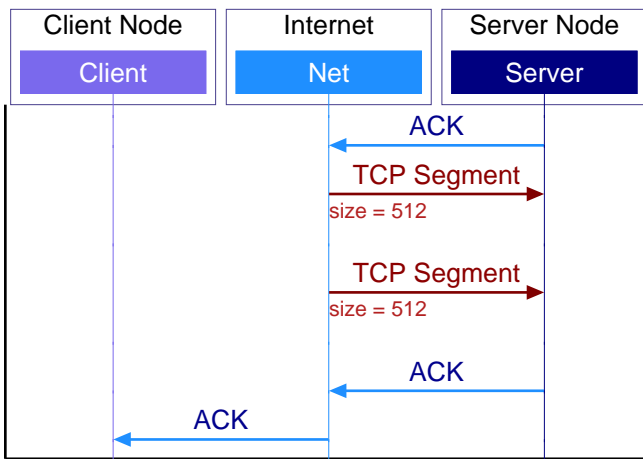 Client Node
Internet
Server Node
Client
Net
Server
ACK
TCP Segment
size = 512
TCP Segment
size = 512
ACK
ACK